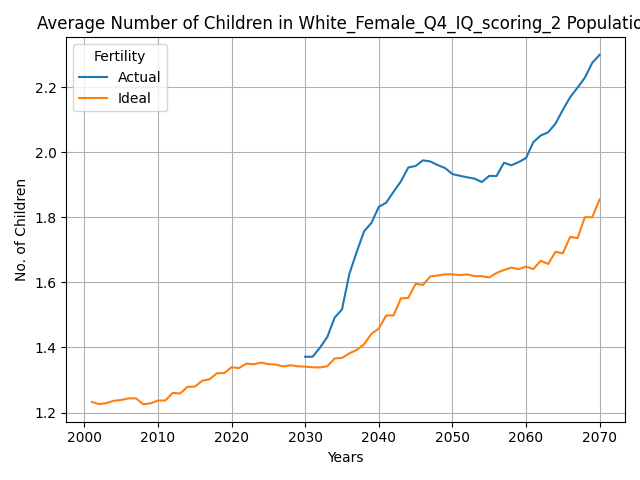 Average Number of Children in White_Female_Q4_IQ_scoring_2 Populatio
Fertility
Actual
Ideal
No. of Children
2.2
2.0
1.8
1.6
1.4
1.2
2000 2010 2020 2030 2040 2050 2060 2070
Years